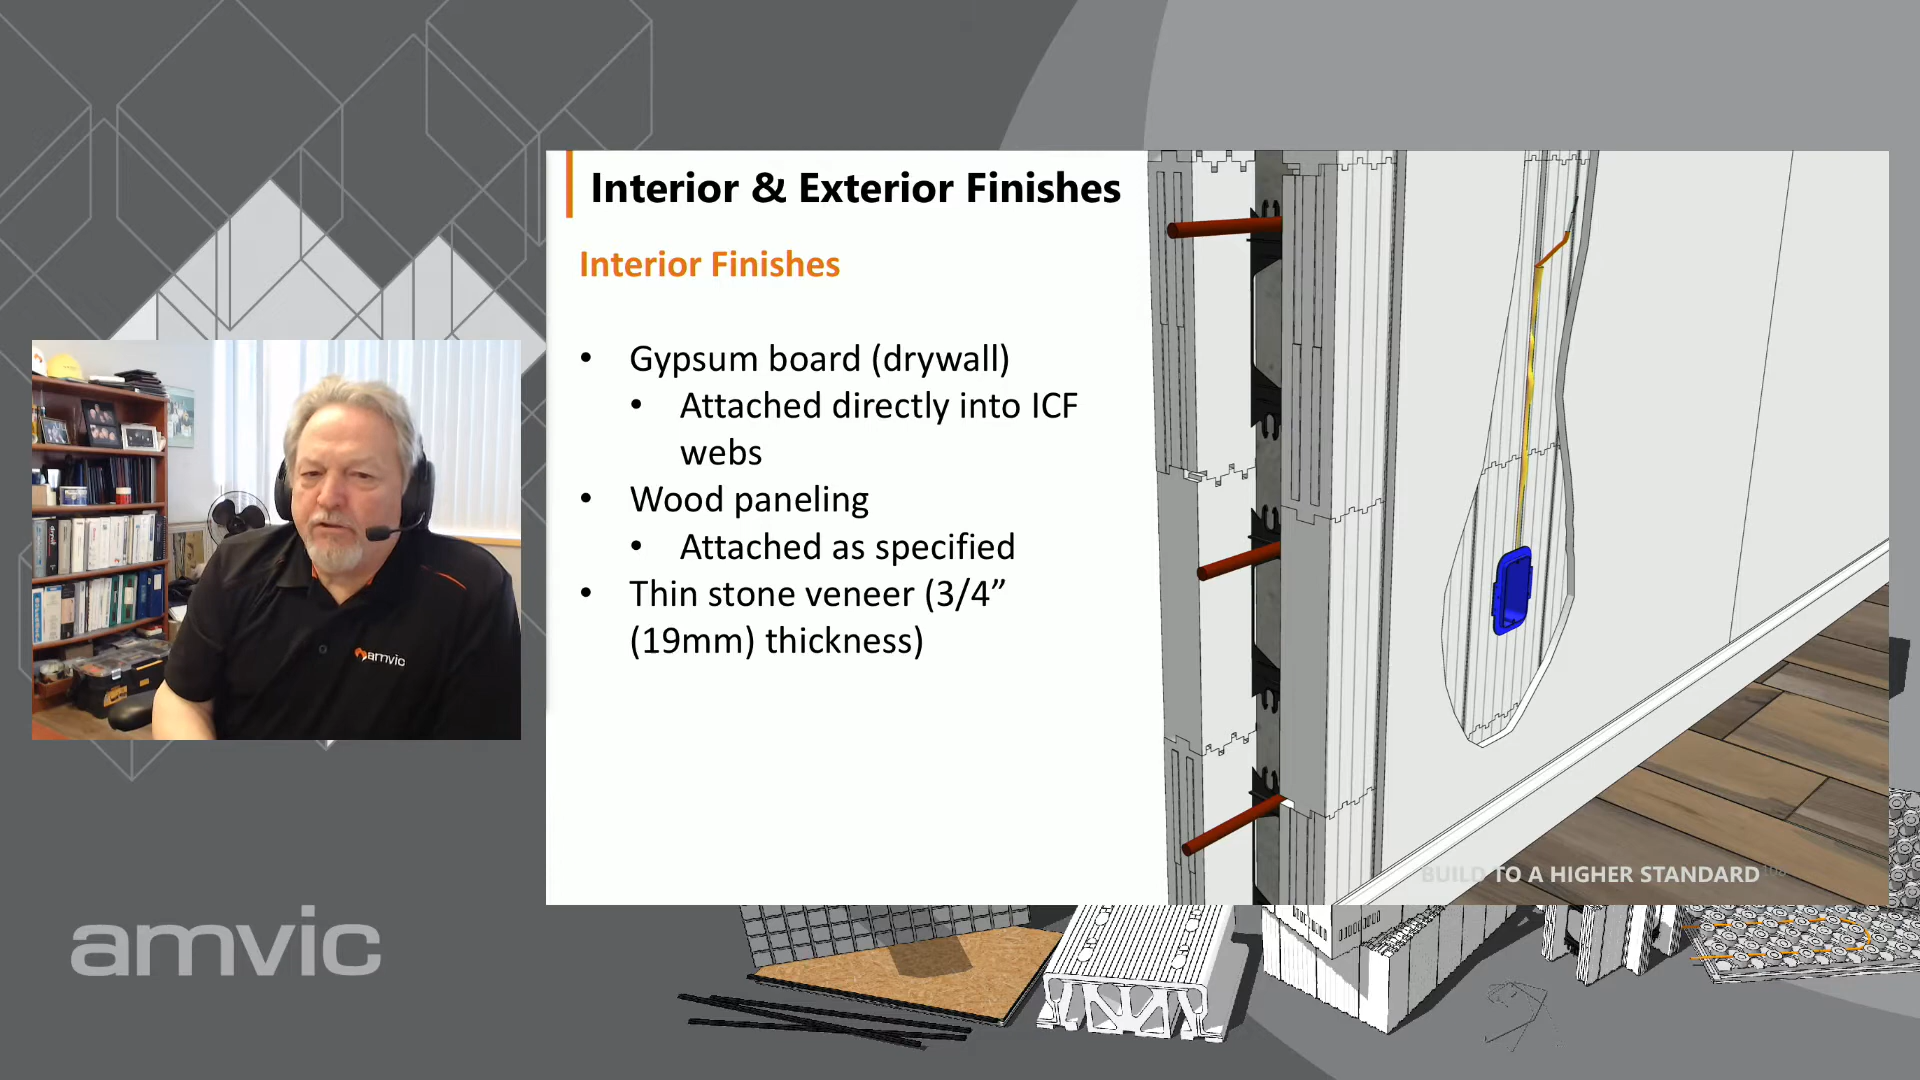 Interior & Exterior Finishes
Interior Finishes
• Gypsum board (drywall)
• Attached directly into ICF
webs
• Wood paneling
• Attached as specified
• Thin stone veneer (3/4”
(19mm) thickness)
amvic
BUILD TO A HIGHER STANDARD
amvic